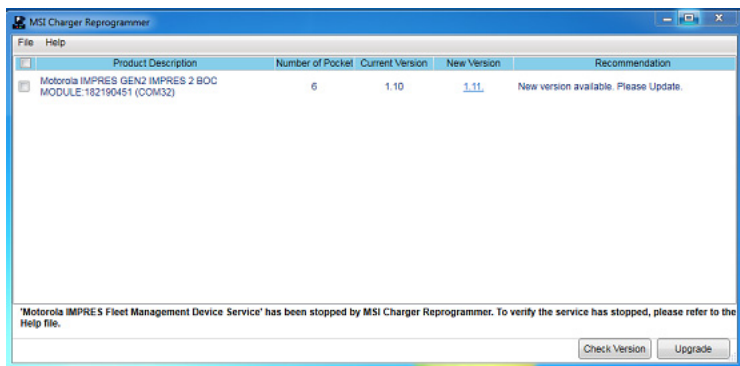 MSI Charger Reprogrammer
File Help
Product Description Number of Pocket Current Version New Version Recommendation
Motorola IMPRES GEN2 IMPRES 2 BOC
MODULE:182190451 (COM32) 6 1.10 1.11. New version available. Please Update.
'Motorola IMPRES Fleet Management Device Service' has been stopped by MSI Charger Reprogrammer. To verify the service has stopped, please refer to the
Help file.
Check Version Upgrade